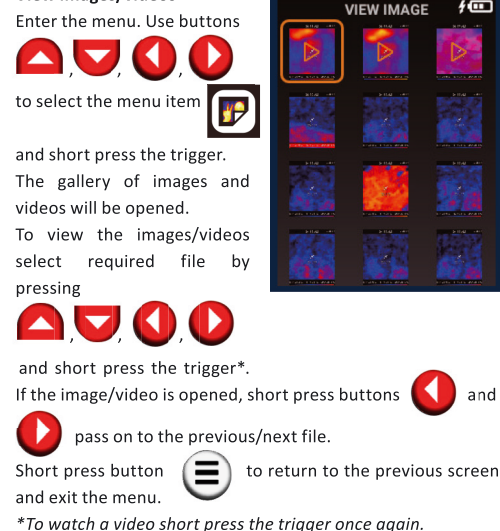 View images/videos
Enter the menu. Use buttons
, , ,
to select the menu item
and short press the trigger.
The gallery of images and
videos will be opened.
To view the images/videos
select required file by
pressing
, , ,
and short press the trigger*.
If the image/video is opened, short press buttons and
pass on to the previous/next file.
Short press button to return to the previous screen
and exit the menu.
*To watch a video short press the trigger once again.
VIEW IMAGE